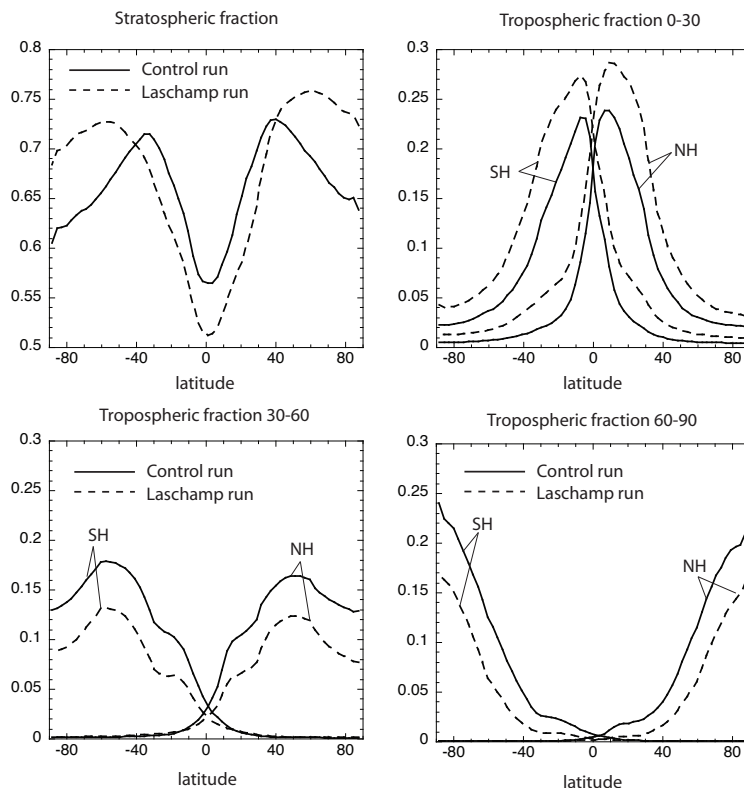 Stratospheric fraction
0.8
0.75
0.7
0.65
0.6
0.55
0.5
Control run
Laschamp run
-80
-40
0
40
80
latitude
Tropospheric fraction 0-30
0.3
0.25
0.2
0.15
0.1
0.05
0
SH
NH
-80
-40
0
40
80
latitude
Tropospheric fraction 30-60
0.3
0.25
0.2
0.15
0.1
0.05
0
Control run
Laschamp run
SH
NH
-80
-40
0
40
80
latitude
Tropospheric fraction 60-90
0.3
0.25
0.2
0.15
0.1
0.05
0
Control run
Laschamp run
SH
NH
-80
-40
0
40
80
latitude